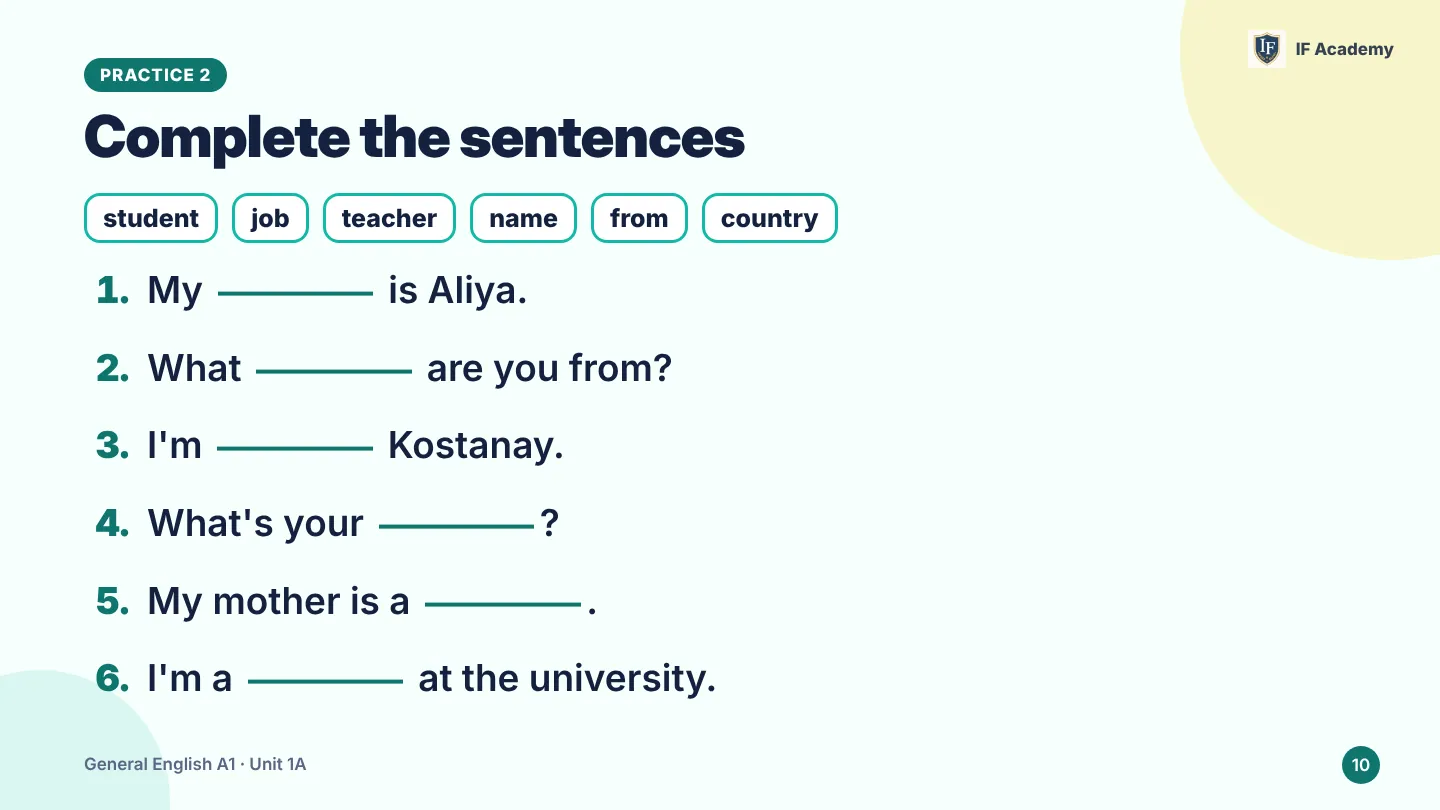 IF Academy
PRACTICE 2
Complete the sentences
student job teacher name from country
1. My ________ is Aliya.
2. What ________ are you from?
3. I'm ________ Kostanay.
4. What's your ________?
5. My mother is a ________.
6. I'm a ________ at the university.
General English A1 · Unit 1A
10